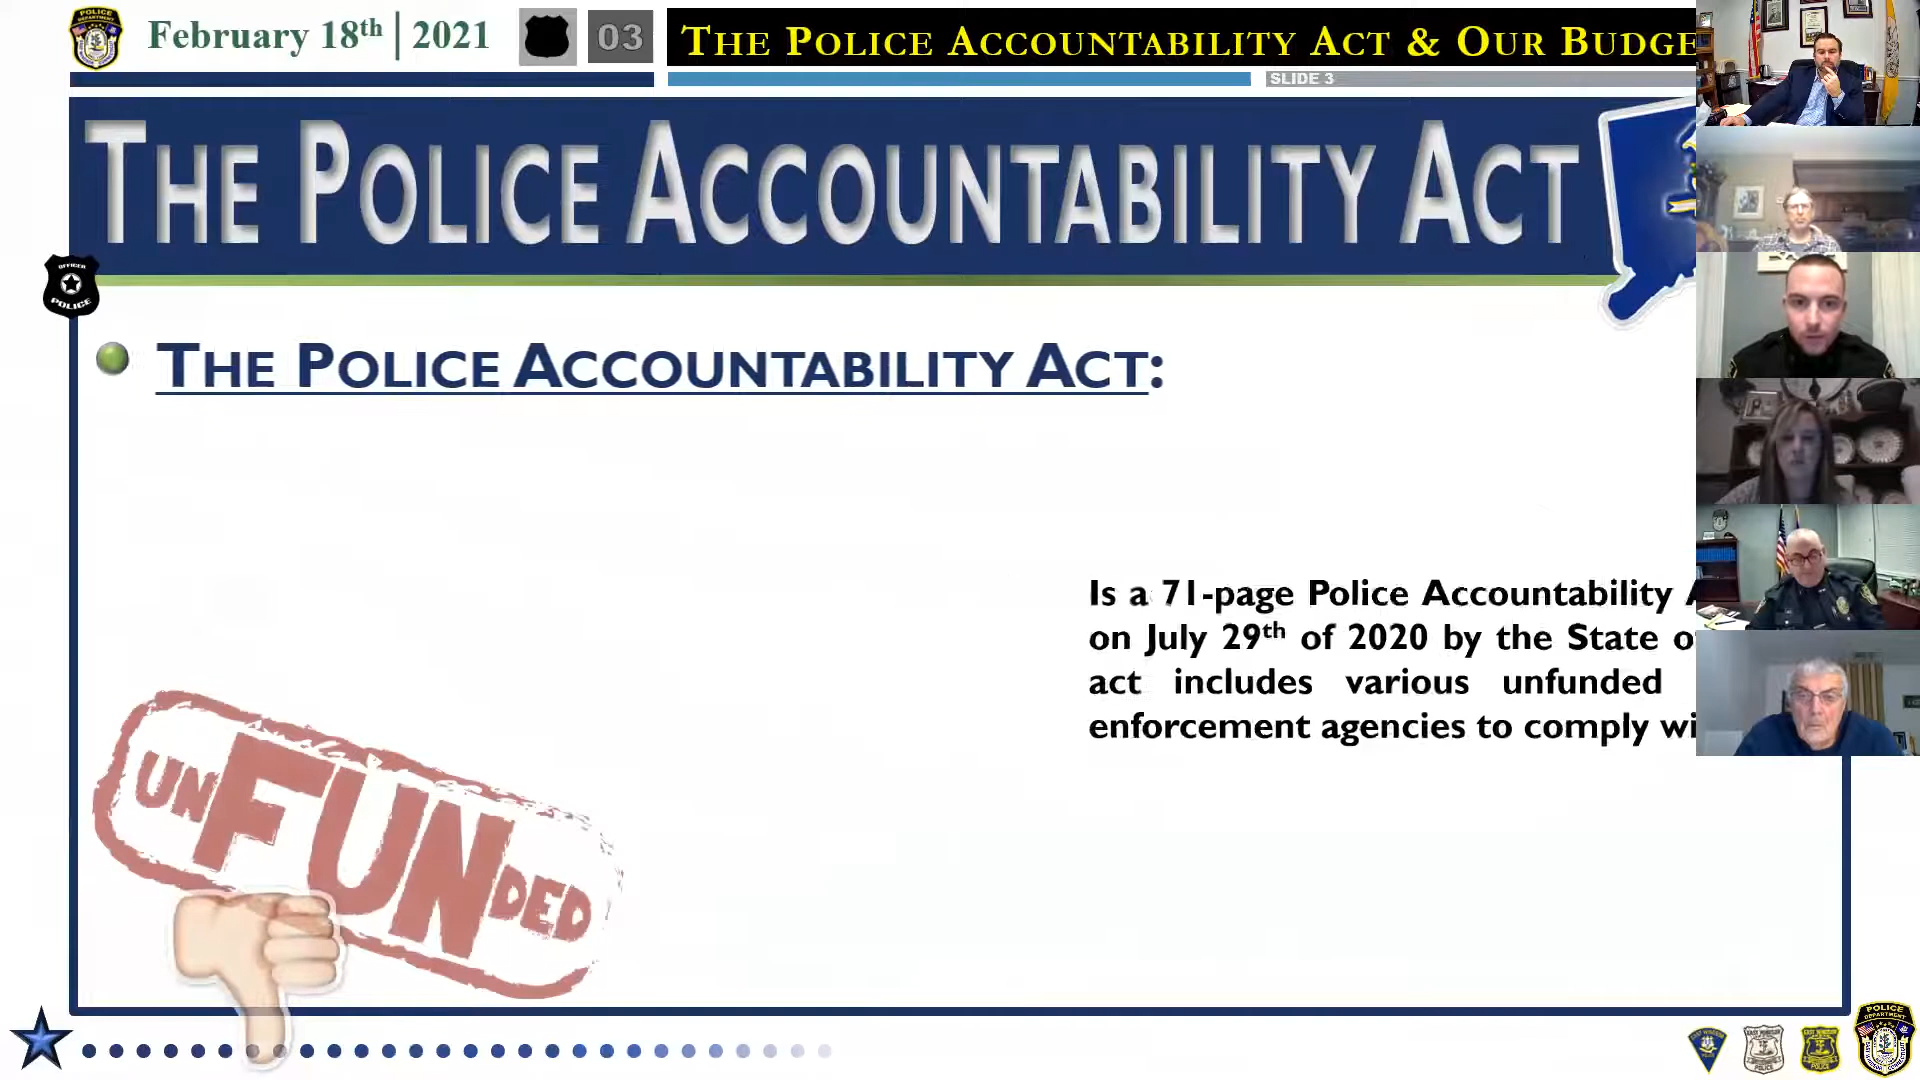 February 18th | 2021
03
THE POLICE ACCOUNTABILITY ACT & OUR BUDGE
SLIDE 3
THE POLICE ACCOUNTABILITY ACT
OFFICER
POLICE
THE POLICE ACCOUNTABILITY ACT:
Is a 71-page Police Accountability
on July 29th of 2020 by the State
act includes various unfunded
enforcement agencies to comply
UNFUNDED